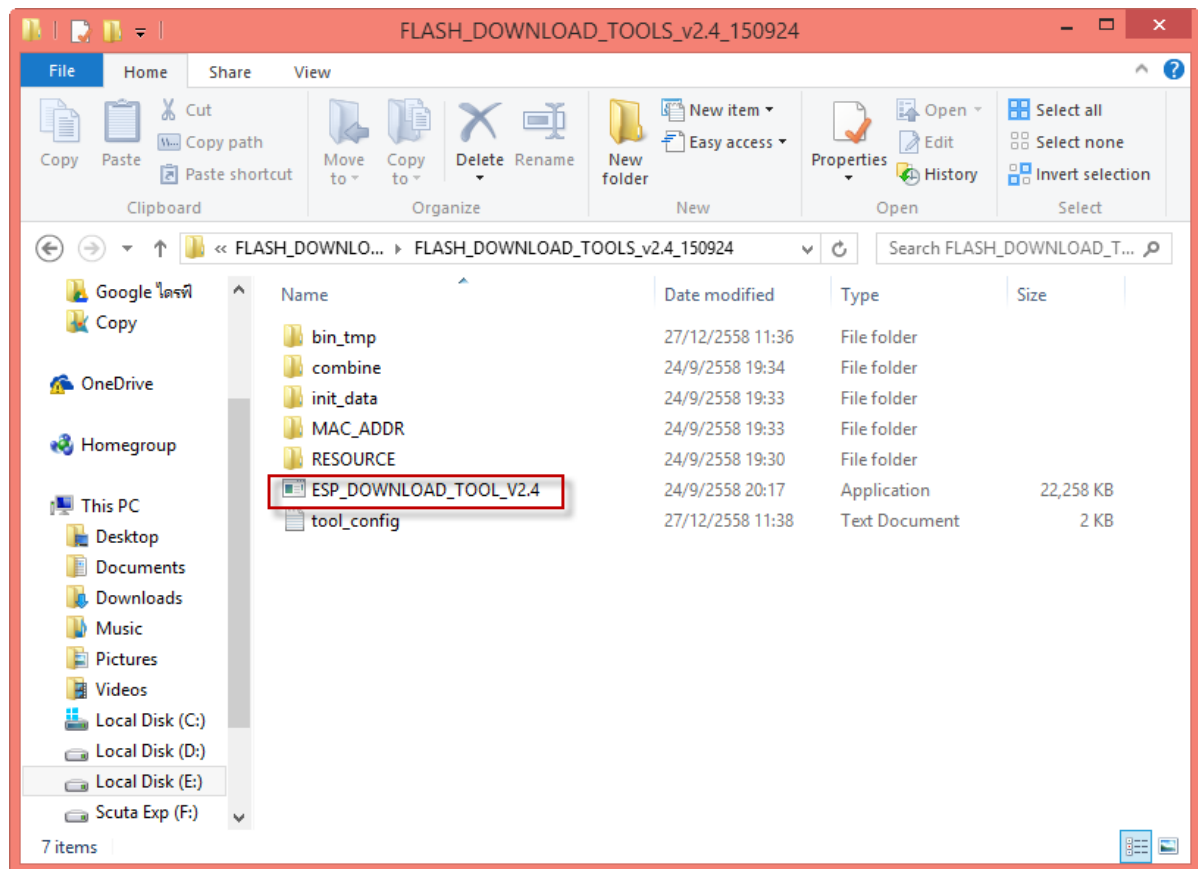 FLASH_DOWNLOAD_TOOLS_v2.4_150924
File Home Share View
Copy
Paste
Cut
Copy path
Paste shortcut
Clipboard
Move to
Copy to
Delete
Rename
Organize
New folder
New item
Easy access
New
Properties
Open
Edit
History
Open
Select all
Select none
Invert selection
Select
« FLASH_DOWNLO... FLASH_DOWNLOAD_TOOLS_v2.4_150924
Search FLASH_DOWNLOAD_T...
Google ไดรฟ์
Copy
OneDrive
Homegroup
This PC
Desktop
Documents
Downloads
Music
Pictures
Videos
Local Disk (C:)
Local Disk (D:)
Local Disk (E:)
Scuta Exp (F:)
Name Date modified Type Size
bin_tmp 27/12/2558 11:36 File folder
combine 24/9/2558 19:34 File folder
init_data 24/9/2558 19:33 File folder
MAC_ADDR 24/9/2558 19:33 File folder
RESOURCE 24/9/2558 19:30 File folder
ESP_DOWNLOAD_TOOL_V2.4 24/9/2558 20:17 Application 22,258 KB
tool_config 27/12/2558 11:38 Text Document 2 KB
7 items